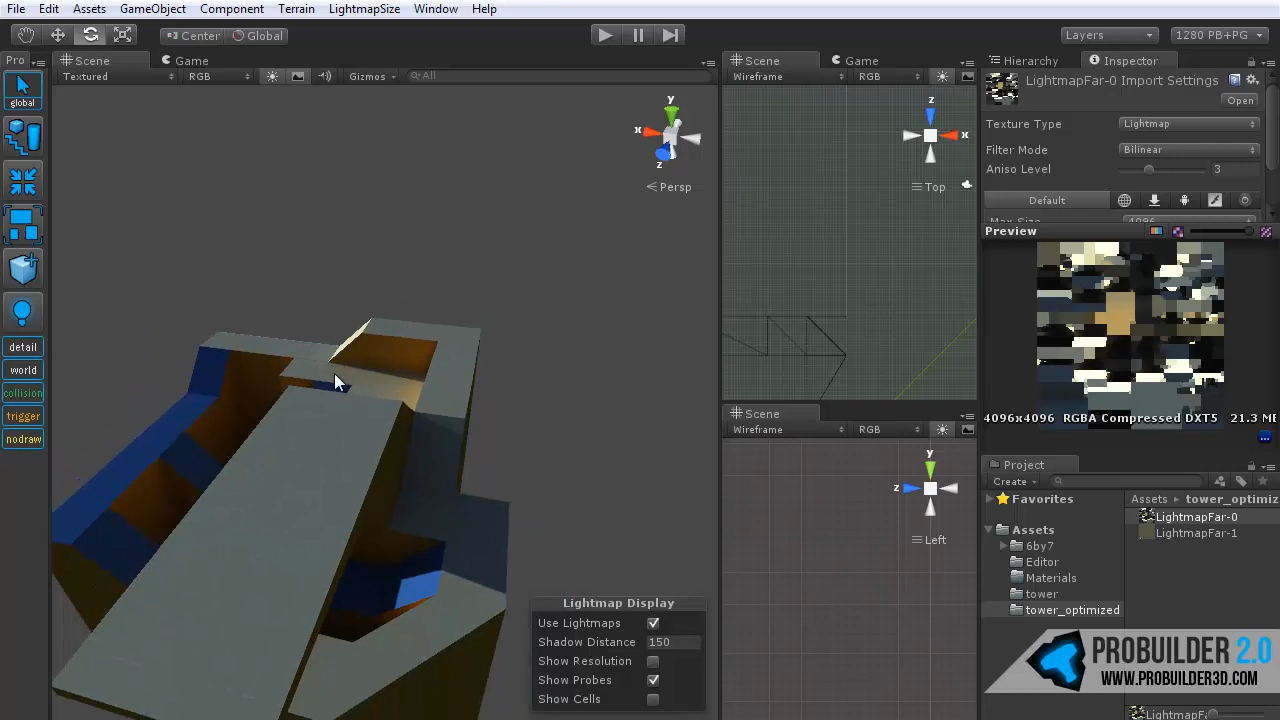 File Edit Assets GameObject Component Terrain LightmapSize Window Help
Center Global Layers 1280 PB+PG
Pro Scene Game Scene Game Hierarchy Inspector
Textured RGB Gizmos All Wireframe RGB
LightmapFar-0 Import Settings
Open
global
Texture Type Lightmap
Filter Mode Bilinear
Aniso Level 3
Default
Max Size 4096
y
x
z
Persp
z
x
Top
Preview
4096x4096 RGBA Compressed DXT5 21.3 M
detail
world
collision
trigger
nodraw
Scene
Wireframe RGB
y
z
Left
Project
Create
Favorites
Assets
6by7
Editor
Materials
tower
tower_optimized
Assets tower_optimiz
LightmapFar-0
LightmapFar-1
Lightmap Display
Use Lightmaps
Shadow Distance 150
Show Resolution
Show Probes
Show Cells
PROBUILDER 2.0
WWW.PROBUILDER3D.COM
LightmapFa